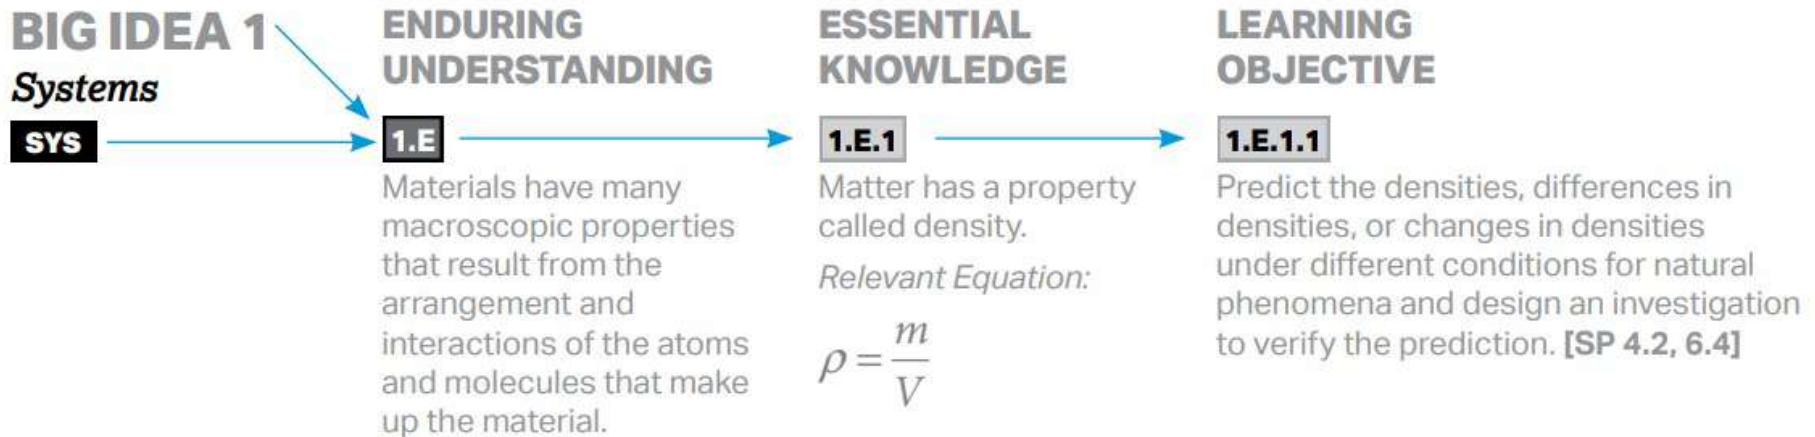 BIG IDEA 1
Systems
SYS
ENDURING
UNDERSTANDING
1.E
Materials have many
macroscopic properties
that result from the
arrangement and
interactions of the atoms
and molecules that make
up the material.
ESSENTIAL
KNOWLEDGE
1.E.1
Matter has a property
called density.
Relevant Equation:
ρ = m/V
LEARNING
OBJECTIVE
1.E.1.1
Predict the densities, differences in
densities, or changes in densities
under different conditions for natural
phenomena and design an investigation
to verify the prediction. [SP 4.2, 6.4]